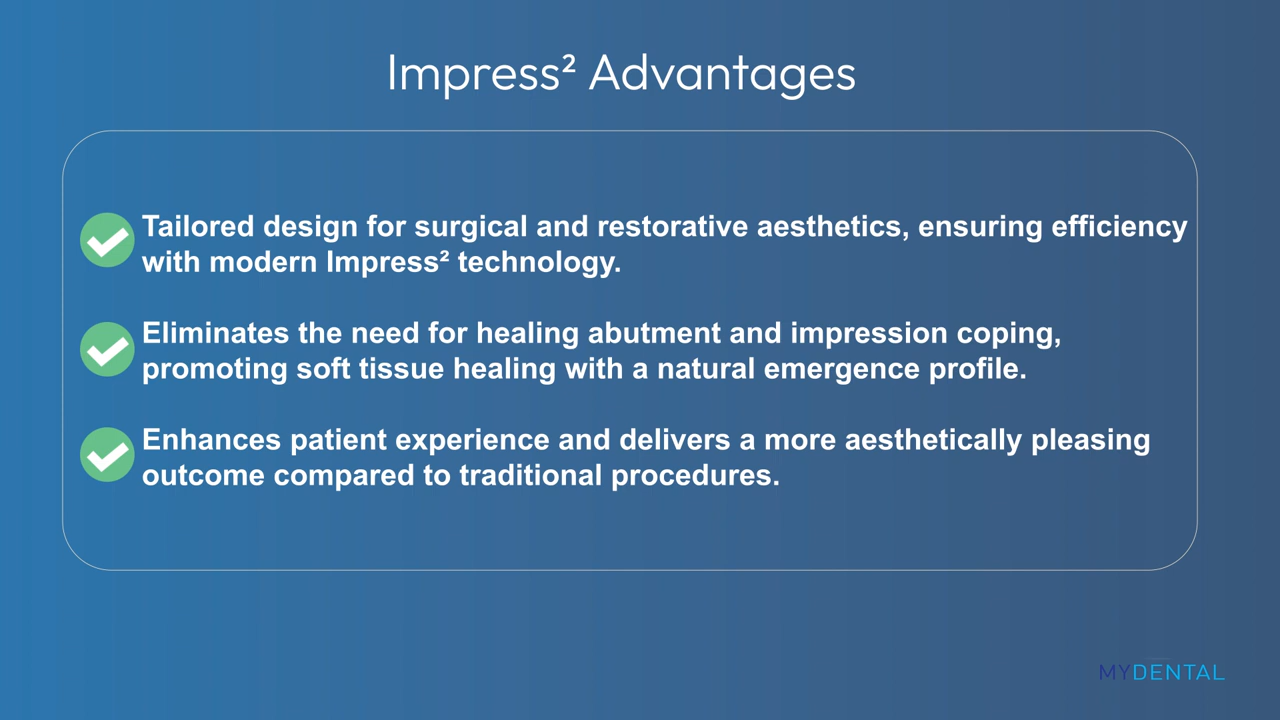 Impress² Advantages
Tailored design for surgical and restorative aesthetics, ensuring efficiency
with modern Impress² technology.
Eliminates the need for healing abutment and impression coping,
promoting soft tissue healing with a natural emergence profile.
Enhances patient experience and delivers a more aesthetically pleasing
outcome compared to traditional procedures.
MYDENTAL